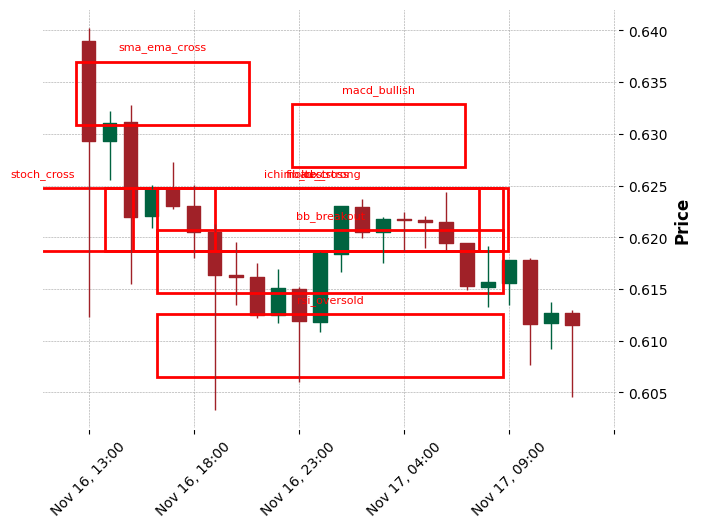 sma_ema_cross
macd_bullish
stoch_cross
bb_breakout
rsi_oversold
0.640
0.635
0.630
0.625
0.620
0.615
0.610
0.605
Price
Nov 16, 13:00
Nov 16, 18:00
Nov 16, 23:00
Nov 17, 04:00
Nov 17, 09:00